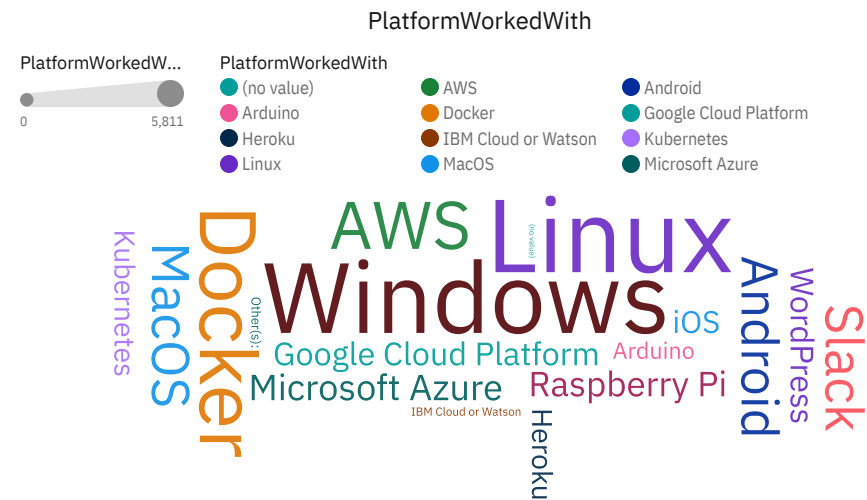 PlatformWorkedWith
PlatformWorkedW...
0
5,811
PlatformWorkedWith
(no value)
AWS
Android
Arduino
Docker
Google Cloud Platform
Heroku
IBM Cloud or Watson
Kubernetes
Linux
MacOS
Microsoft Azure
Kubernetes
MacOS
Docker
Other(s):
AWS
(no value)
Linux
Windows
iOS
Google Cloud Platform
Arduino
Microsoft Azure
Raspberry Pi
IBM Cloud or Watson
Heroku
Android
WordPress
Slack